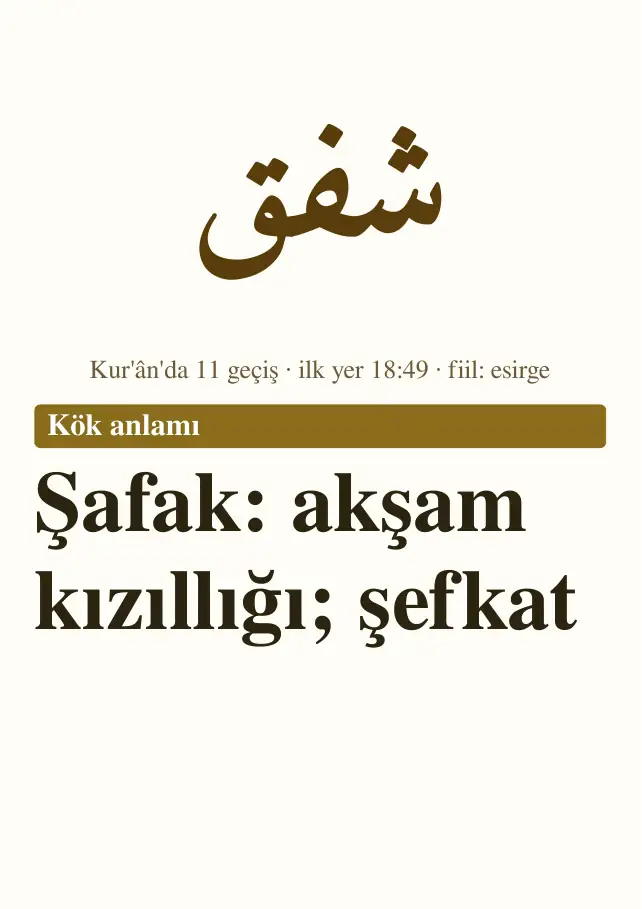 شفق
Kur'ân'da 11 geçiş · ilk yer 18:49 · fiil: esirge
Kök anlamı
Şafak: akşam
kızıllığı; şefkat